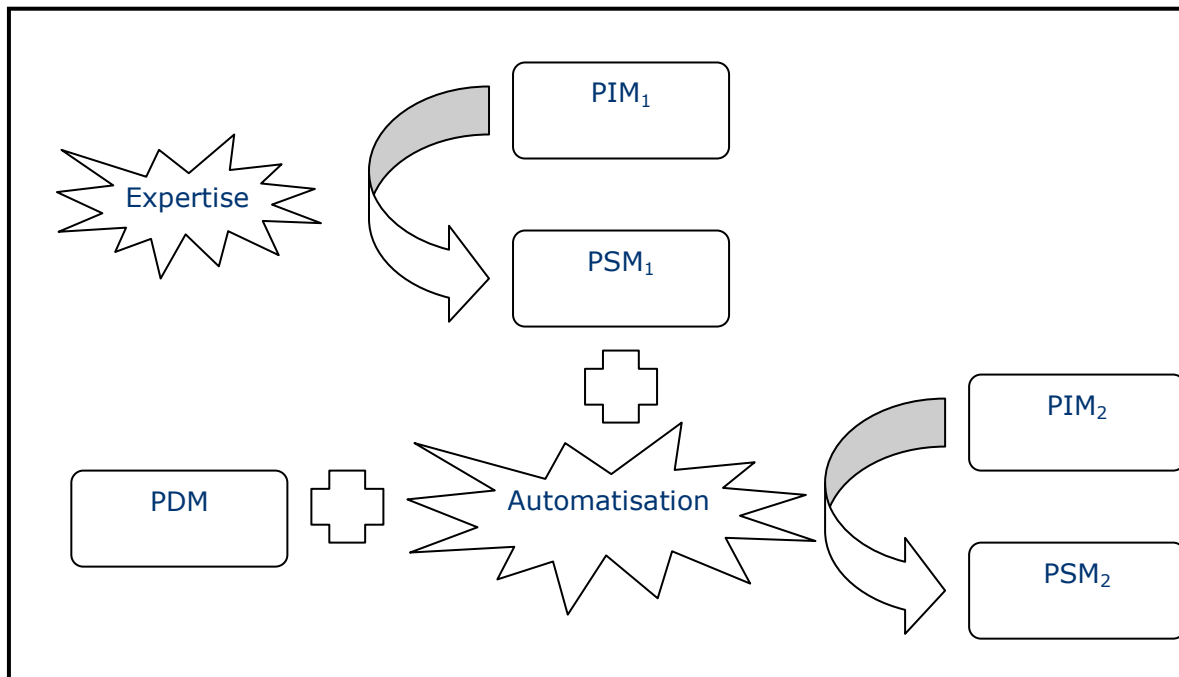 PIM₁
Expertise
PSM₁
PIM₂
PDM
Automatisation
PSM₂